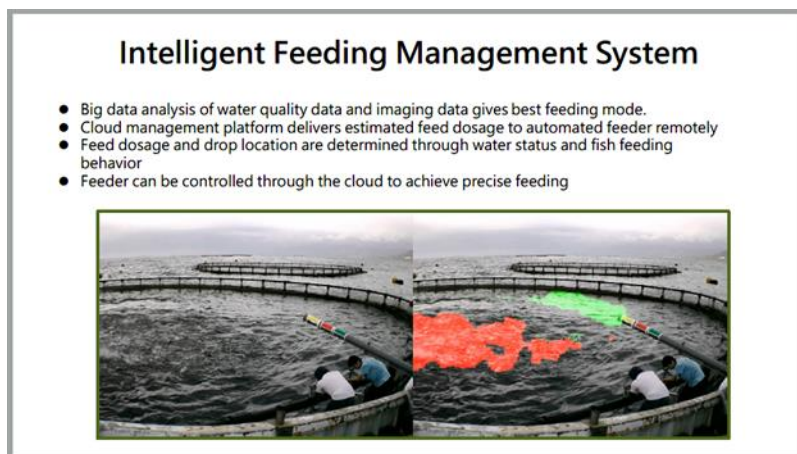 Intelligent Feeding Management System
● Big data analysis of water quality data and imaging data gives best feeding mode.
● Cloud management platform delivers estimated feed dosage to automated feeder remotely
● Feed dosage and drop location are determined through water status and fish feeding
behavior
● Feeder can be controlled through the cloud to achieve precise feeding